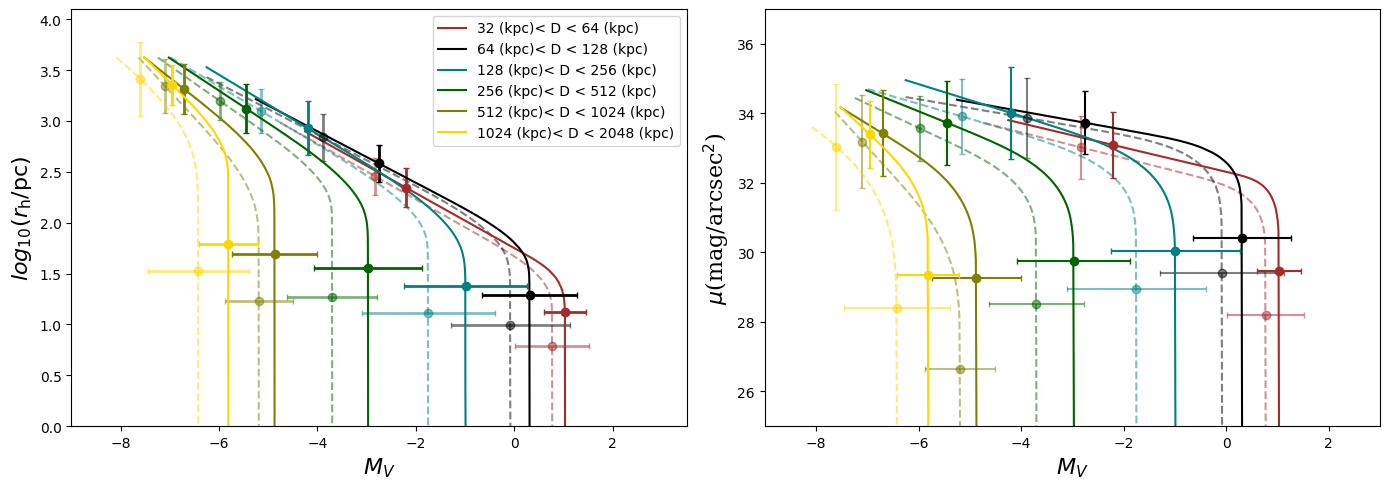 4.0
3.5
3.0
2.5
2.0
1.5
1.0
0.5
0.0
−8
−6
−4
−2
0
2
log₁₀(rₕ/pc)
M_V
32 (kpc)< D < 64 (kpc)
64 (kpc)< D < 128 (kpc)
128 (kpc)< D < 256 (kpc)
256 (kpc)< D < 512 (kpc)
512 (kpc)< D < 1024 (kpc)
1024 (kpc)< D < 2048 (kpc)
36
34
32
30
28
26
−8
−6
−4
−2
0
2
μ(mag/arcsec²)
M_V